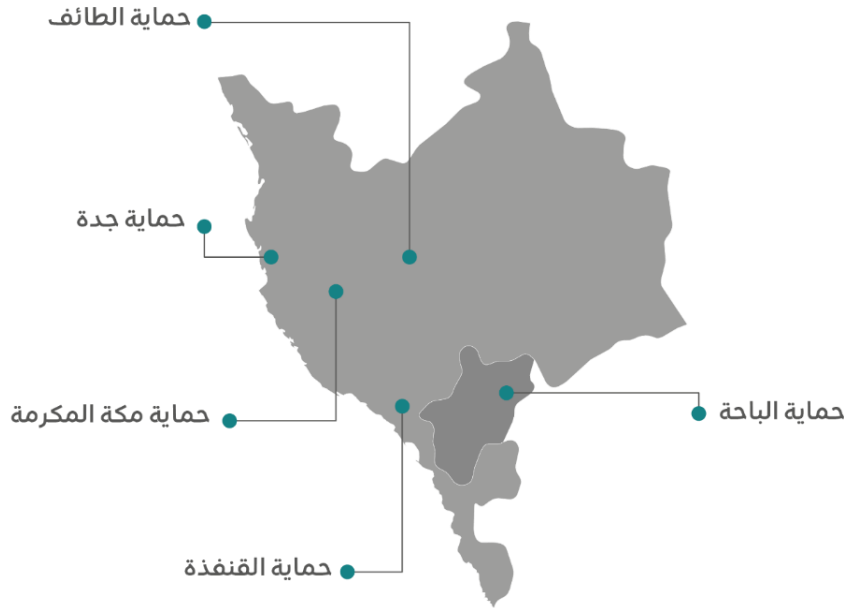 حماية الطائف
حماية جدة
حماية مكة المكرمة
حماية الباحة
حماية القنفذة